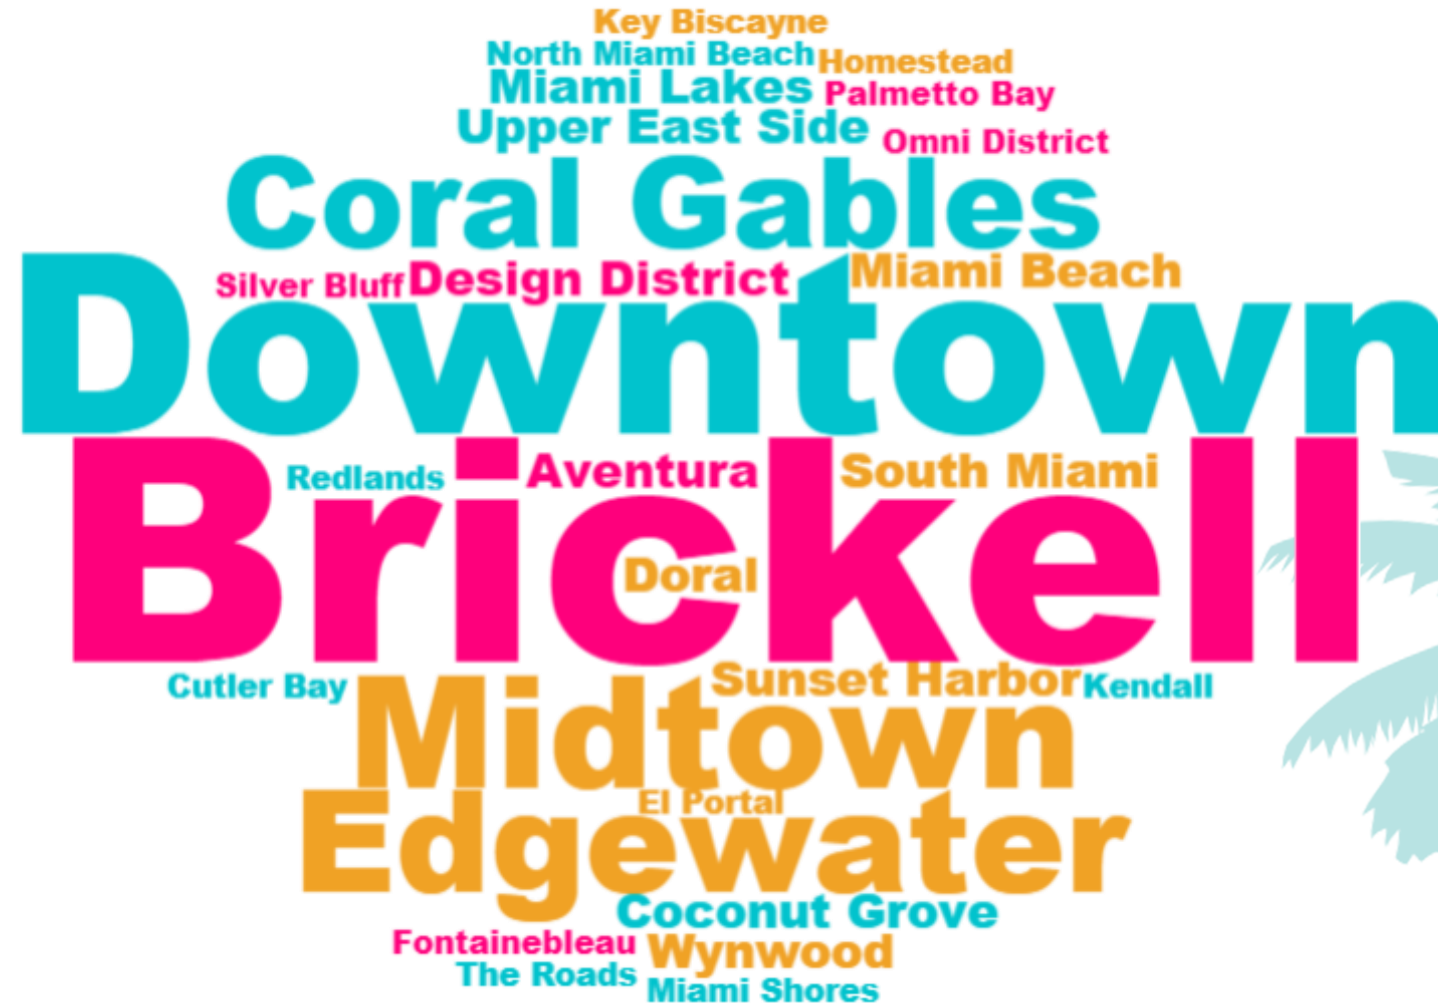 Key Biscayne
North Miami Beach
Homestead
Miami Lakes
Palmetto Bay
Upper East Side
Omni District
Coral Gables
Silver Bluff
Design District
Miami Beach
Downtown
Redlands
Aventura
South Miami
Brickell
Doral
Cutler Bay
Sunset Harbor
Kendall
Midtown
El Portal
Edgewater
Coconut Grove
Fontainebleau
Wynwood
The Roads
Miami Shores